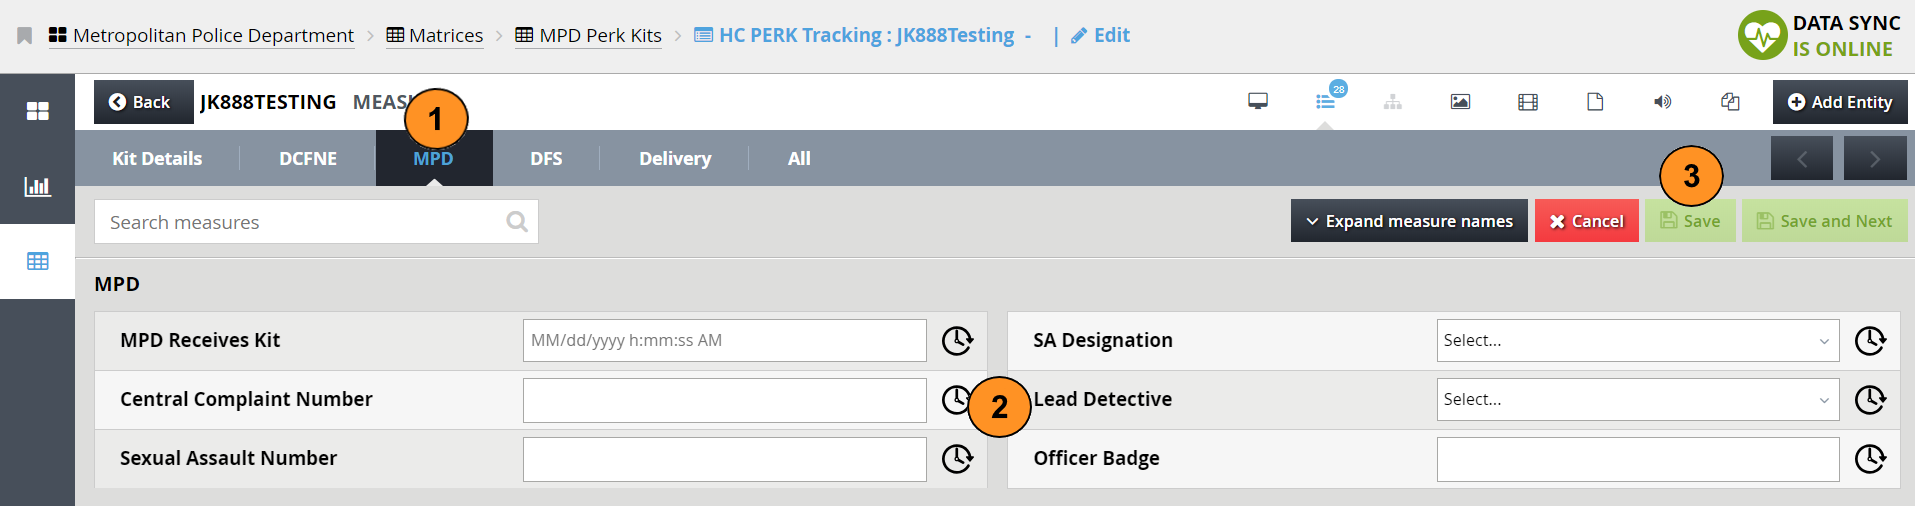 Metropolitan Police Department > Matrices > MPD Perk Kits > HC PERK Tracking : JK888Testing - | Edit
DATA SYNC
IS ONLINE
Back JK888TESTING
1
28
Add Entity
Kit Details DCFNE MPD DFS Delivery All
3
Search measures
Expand measure names Cancel Save Save and Next
MPD
MPD Receives Kit MM/dd/yyyy h:mm:ss AM
SA Designation Select...
Central Complaint Number
2
Lead Detective Select...
Sexual Assault Number
Officer Badge